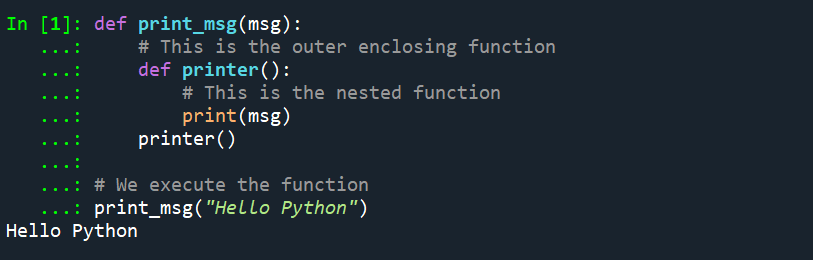 In [1]: def print_msg(msg):
   ...:     # This is the outer enclosing function
   ...:     def printer():
   ...:         # This is the nested function
   ...:         print(msg)
   ...:     printer()
   ...:
   ...: # We execute the function
   ...: print_msg("Hello Python")
Hello Python